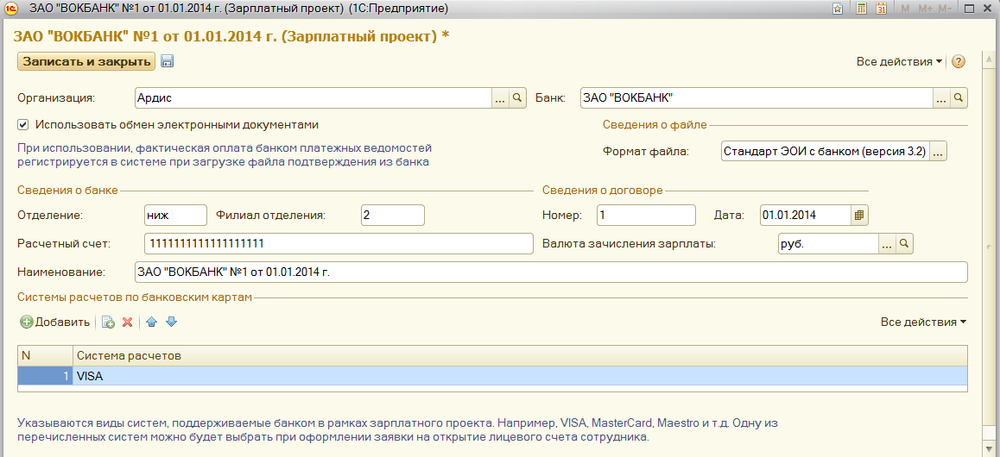 ЗАО "ВОКБАНК" №1 от 01.01.2014 г. (Зарплатный проект) (1С:Предприятие) M M+ M-
ЗАО "ВОКБАНК" №1 от 01.01.2014 г. (Зарплатный проект) *
Записать и закрыть Все действия ?
Организация: Ардис ... Банк: ЗАО "ВОКБАНК" ...
Использовать обмен электронными документами Сведения о файле
При использовании, фактическая оплата банком платежных ведомостей
регистрируется в системе при загрузке файла подтверждения из банка
Формат файла: Стандарт ЭОИ с банком (версия 3.2) ...
Сведения о банке Сведения о договоре
Отделение: ниж Филиал отделения: 2 Номер: 1 Дата: 01.01.2014
Расчетный счет: 11111111111111111111 Валюта зачисления зарплаты: руб. ...
Наименование: ЗАО "ВОКБАНК" №1 от 01.01.2014 г.
Системы расчетов по банковским картам
Добавить Все действия
N Система расчетов
1 VISA
Указываются виды систем, поддерживаемые банком в рамках зарплатного проекта. Например, VISA, MasterCard, Maestro и т.д. Одну из
перечисленных систем можно будет выбрать при оформлении заявки на открытие лицевого счета сотрудника.